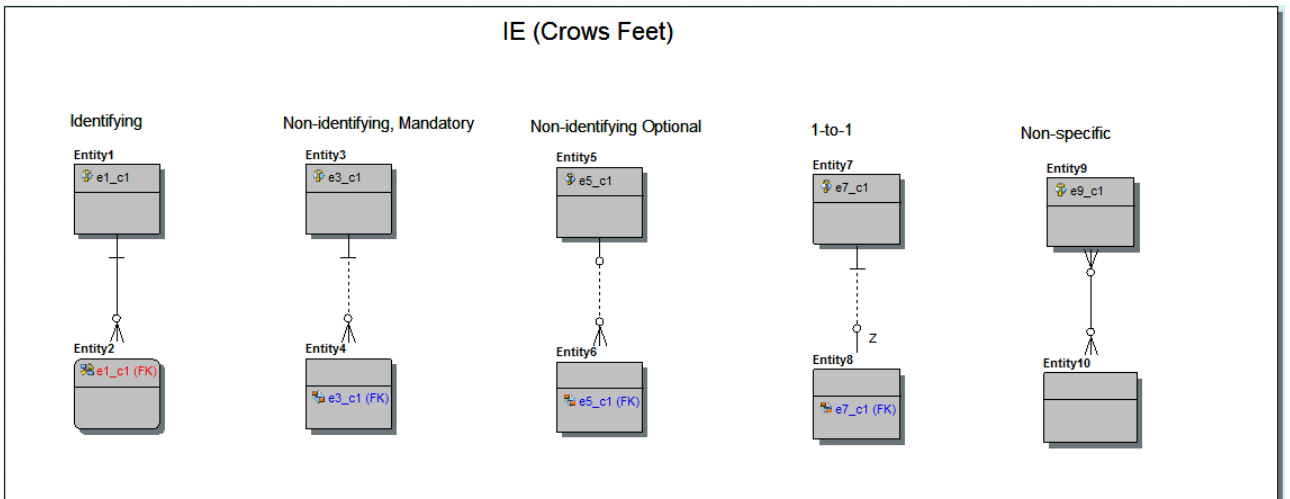 IE (Crows Feet)
Identifying
Non-identifying, Mandatory
Non-identifying Optional
1-to-1
Non-specific
Entity1
e1_c1
Entity3
e3_c1
Entity5
e5_c1
Entity7
e7_c1
Entity9
e9_c1
Z
Entity2
e1_c1 (FK)
Entity4
e3_c1 (FK)
Entity6
e5_c1 (FK)
Entity8
e7_c1 (FK)
Entity10